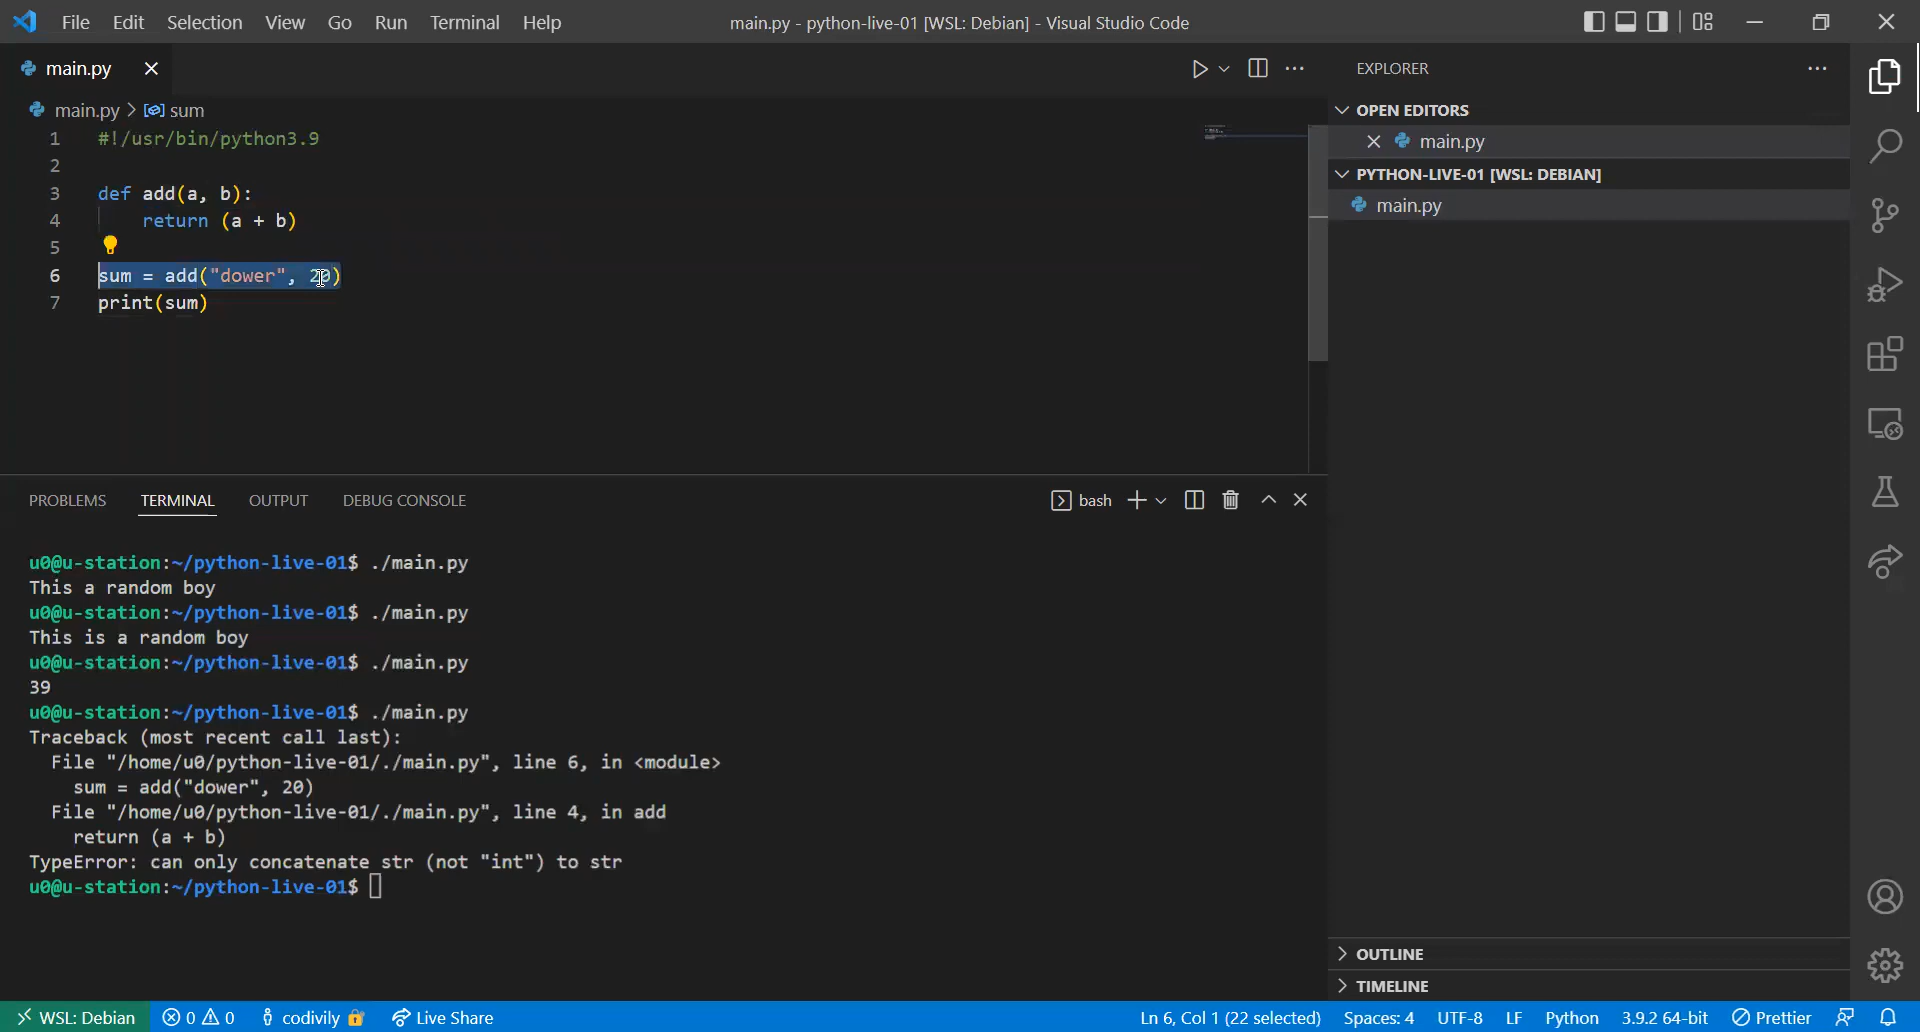 File Edit Selection View Go Run Terminal Help
main.py - python-live-01 [WSL: Debian] - Visual Studio Code
main.py
main.py > sum
1 #!/usr/bin/python3.9
2
3 def add(a, b):
4 return (a + b)
5
6 sum = add("dower", 20)
7 print(sum)
EXPLORER
OPEN EDITORS
main.py
PYTHON-LIVE-01 [WSL: DEBIAN]
main.py
PROBLEMS TERMINAL OUTPUT DEBUG CONSOLE
bash
u0@u-station:~/python-live-01$ ./main.py
This a random boy
u0@u-station:~/python-live-01$ ./main.py
This is a random boy
u0@u-station:~/python-live-01$ ./main.py
39
u0@u-station:~/python-live-01$ ./main.py
Traceback (most recent call last):
File "/home/u0/python-live-01/./main.py", line 6, in <module>
sum = add("dower", 20)
File "/home/u0/python-live-01/./main.py", line 4, in add
return (a + b)
TypeError: can only concatenate str (not "int") to str
u0@u-station:~/python-live-01$
OUTLINE
TIMELINE
WSL: Debian 0 0 codivily Live Share
Ln 6, Col 1 (22 selected) Spaces: 4 UTF-8 LF Python 3.9.2 64-bit Prettier